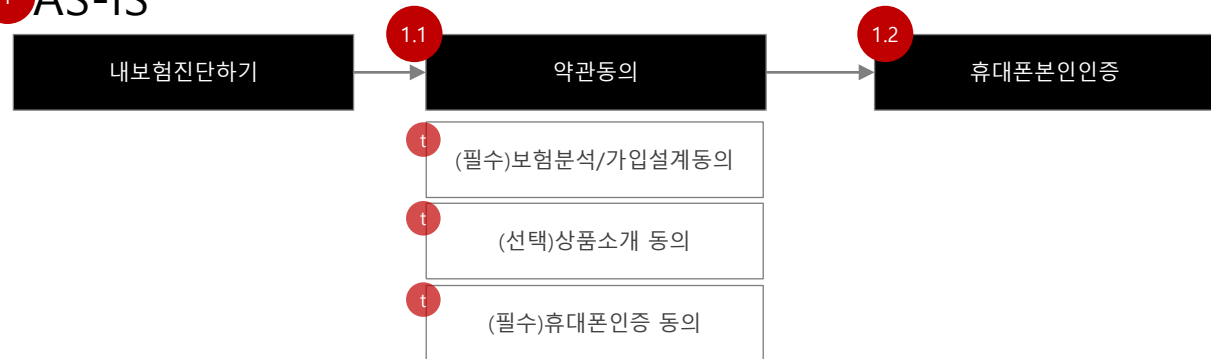 AS-IS
1.1
1.2
내보험진단하기
약관동의
휴대폰본인인증
t
(필수)보험분석/가입설계동의
t
(선택)상품소개 동의
t
(필수)휴대폰인증 동의